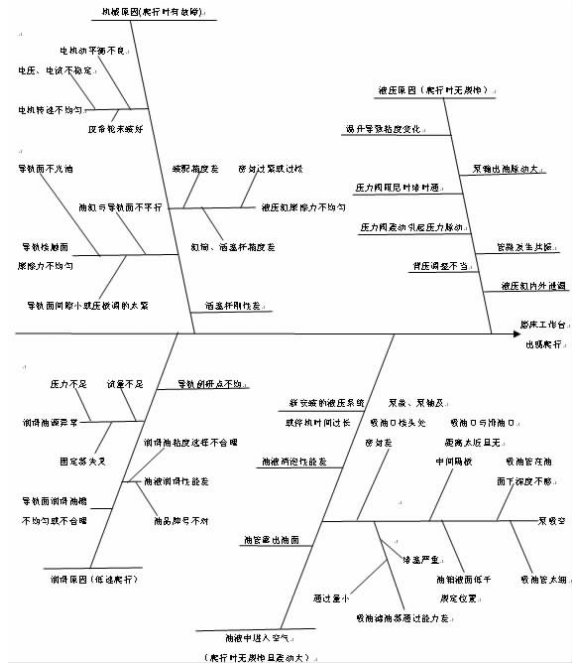 机械原因(爬行时有故障)
电机动平衡不良
电压、电流不稳定
电机转速不均匀
皮带轮未装好
导轨面不光滑
油缸与导轨面不平行
导轨接触面
摩擦力不均匀
导轨面间隙小或压板调的太紧
装配精度差
密封过紧或过松
液压缸摩擦力不均匀
缸筒、活塞杆精度差
活塞杆刚性差
液压原因(爬行时无规律)
温升导致粘度变化
泵输出油脉动大
压力阀阻尼时堵时通
压力阀震动引起压力脉动
管路发生共振
背压调整不当
液压缸内外泄漏
磨床工作台
出现爬行
压力不足
流量不足
导轨刮研点不均
润滑油源异常
固定器失灵
润滑油粘度选择不合理
油液润滑性能差
油品牌号不对
导轨面润滑油槽
不均匀或不合理
润滑原因(低速爬行)
新安装的液压系统
或停机时间过长
油液消泡性能差
油管露出油面
油液中进入空气
(爬行时无规律且震动大)
泵盖、泵轴及
吸油口接头处
密封差
吸油口与排油口
距离太近且无
中间隔板
吸油管在油
面下深度不够
泵吸空
堵塞严重
通过量小
吸油滤油器通过能力差
油箱液面低于
规定位置
吸油管太细